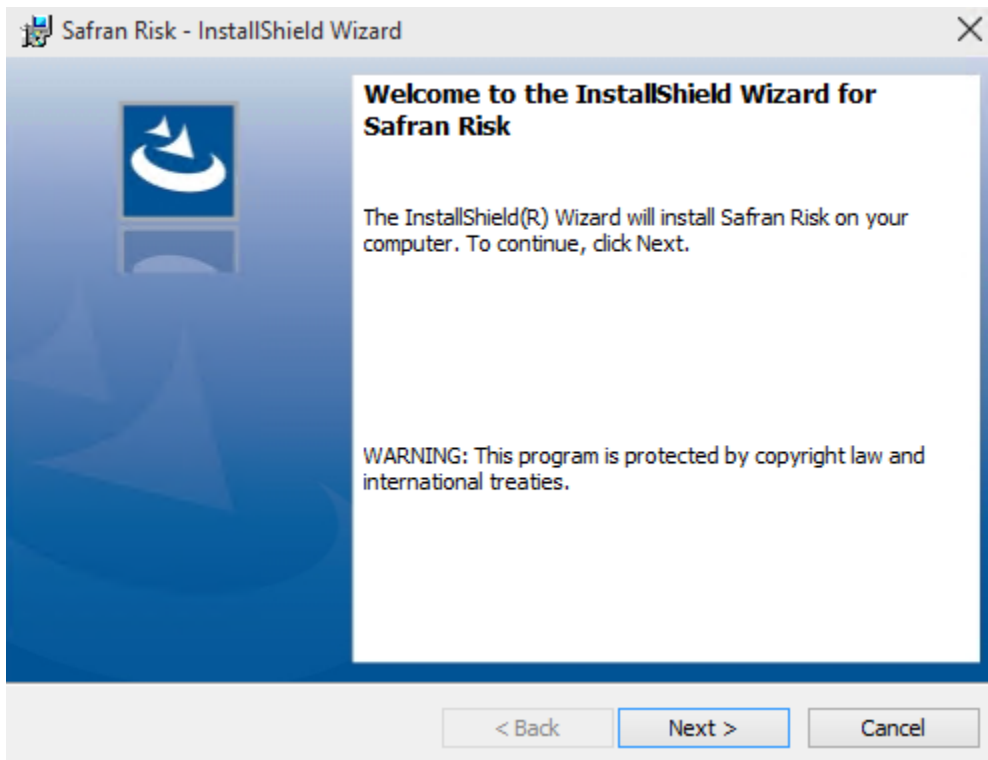 Safran Risk - InstallShield Wizard
Welcome to the InstallShield Wizard for
Safran Risk
The InstallShield(R) Wizard will install Safran Risk on your
computer. To continue, click Next.
WARNING: This program is protected by copyright law and
international treaties.
< Back
Next >
Cancel